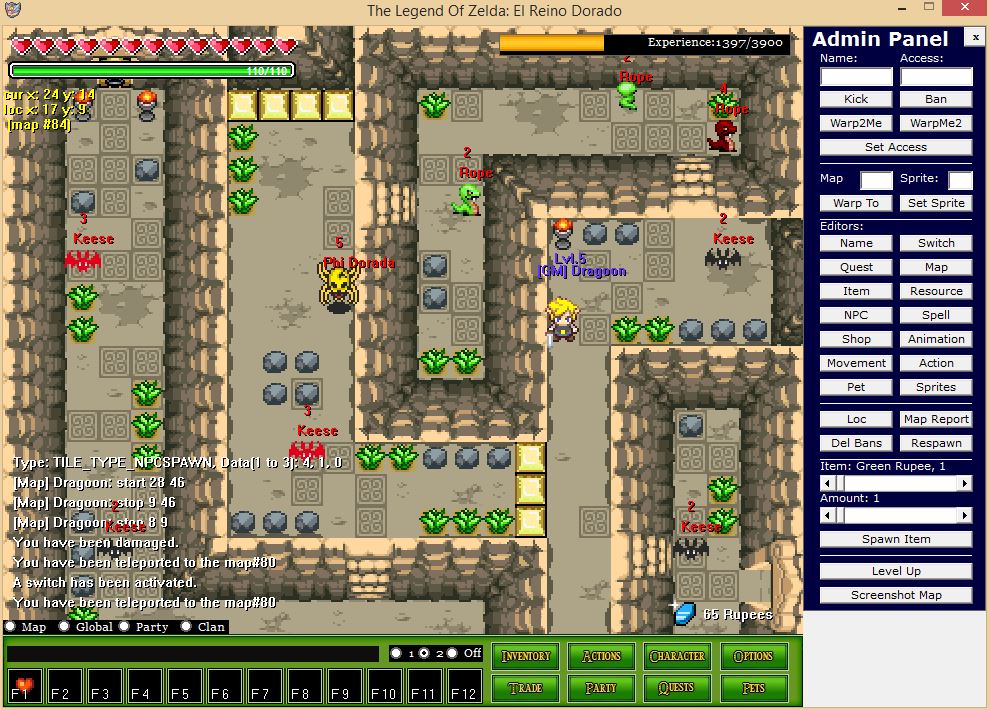 The Legend Of Zelda: El Reino Dorado
Experience:1397/3900
110/110
cur x: 24 y: 14
loc x: 17 y: 9
[map #84]
2
Rope
4
Rope
2
Rope
3
Keese
5
Phi Dorada
2
Keese
Lvl.5
[GM] Dragoon
3
Keese
2
Keese
2
Keese
Type: TILE_TYPE_NPCSPAWN, Data(1 to 3): 4, 1, 0
[Map] Dragoon: start 28 46
[Map] Dragoon: stop 9 46
[Map] Dragoon: stop 8 9
You have been damaged.
You have been teleported to the map#80
A switch has been activated.
You have been teleported to the map#80
65 Rupees
Map Global Party Clan
1 2 Off
F1 F2 F3 F4 F5 F6 F7 F8 F9 F10 F11 F12
Inventory Actions Character Options
Trade Party Quests Pets
Admin Panel x
Name: Access:
Kick Ban
Warp2Me WarpMe2
Set Access
Map Sprite:
Warp To Set Sprite
Editors:
Name Switch
Quest Map
Item Resource
NPC Spell
Shop Animation
Movement Action
Pet Sprites
Loc Map Report
Del Bans Respawn
Item: Green Rupee, 1
Amount: 1
Spawn Item
Level Up
Screenshot Map